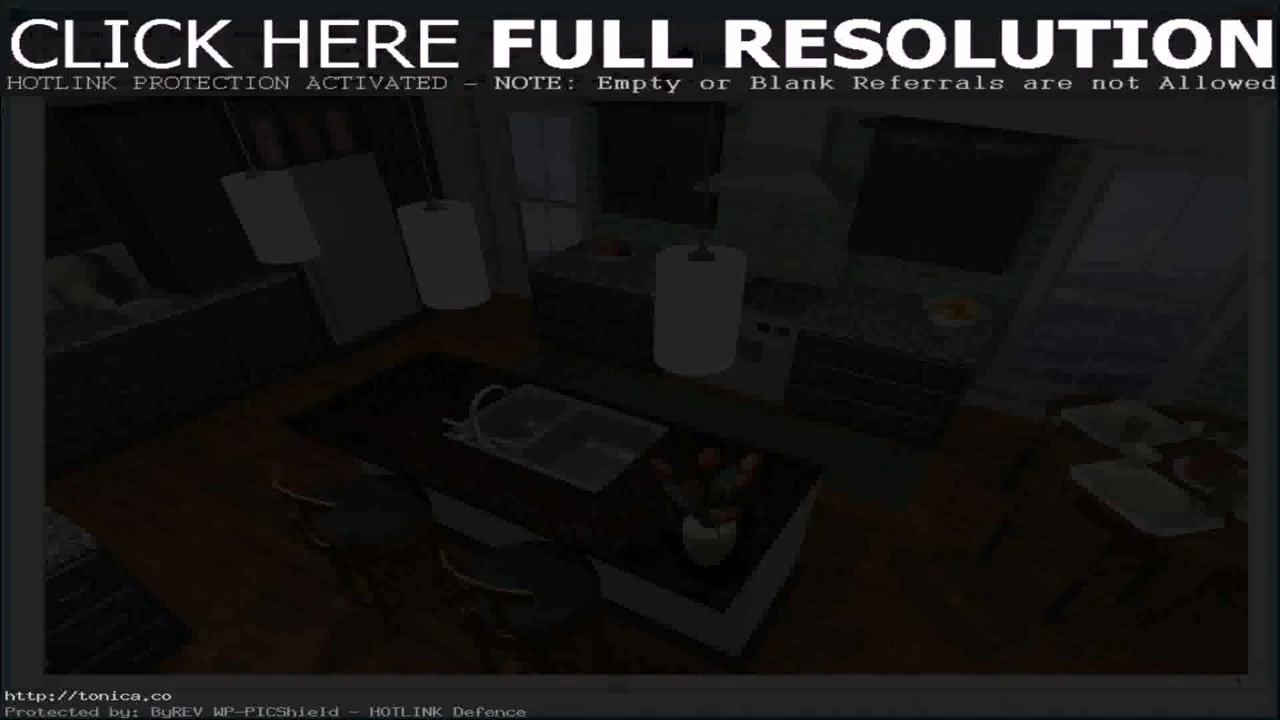 CLICK HERE FULL RESOLUTION
HOTLINK PROTECTION ACTIVATED - NOTE: Empty or Blank Referrals are not Allowed
http://tonica.co
Protected by: ByREV WP-PICShield - HOTLINK Defence